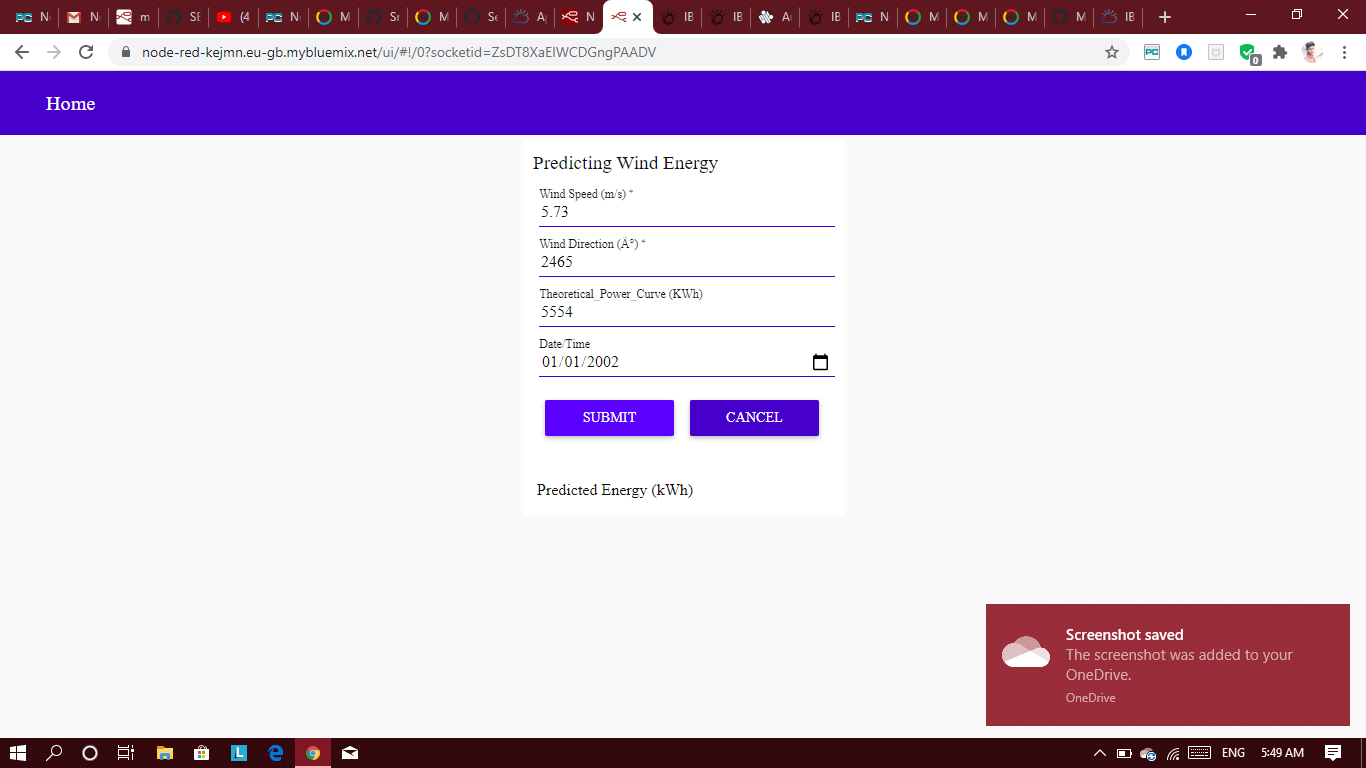 N
N
m
SE
(4
N
M
Sr
M
Se
A
N
IB
IB
A
IB
N
M
M
M
M
IB
node-red-kejmn.eu-gb.mybluemix.net/ui/#!/0?socketid=ZsDT8XaEIWCDGngPAADV
PC
0
Home
Predicting Wind Energy
Wind Speed (m/s) *
5.73
Wind Direction (Â°) *
2465
Theoretical_Power_Curve (KWh)
5554
Date/Time
01/01/2002
SUBMIT CANCEL
Predicted Energy (kWh)
Screenshot saved
The screenshot was added to your
OneDrive.
OneDrive
L
ENG 5:49 AM